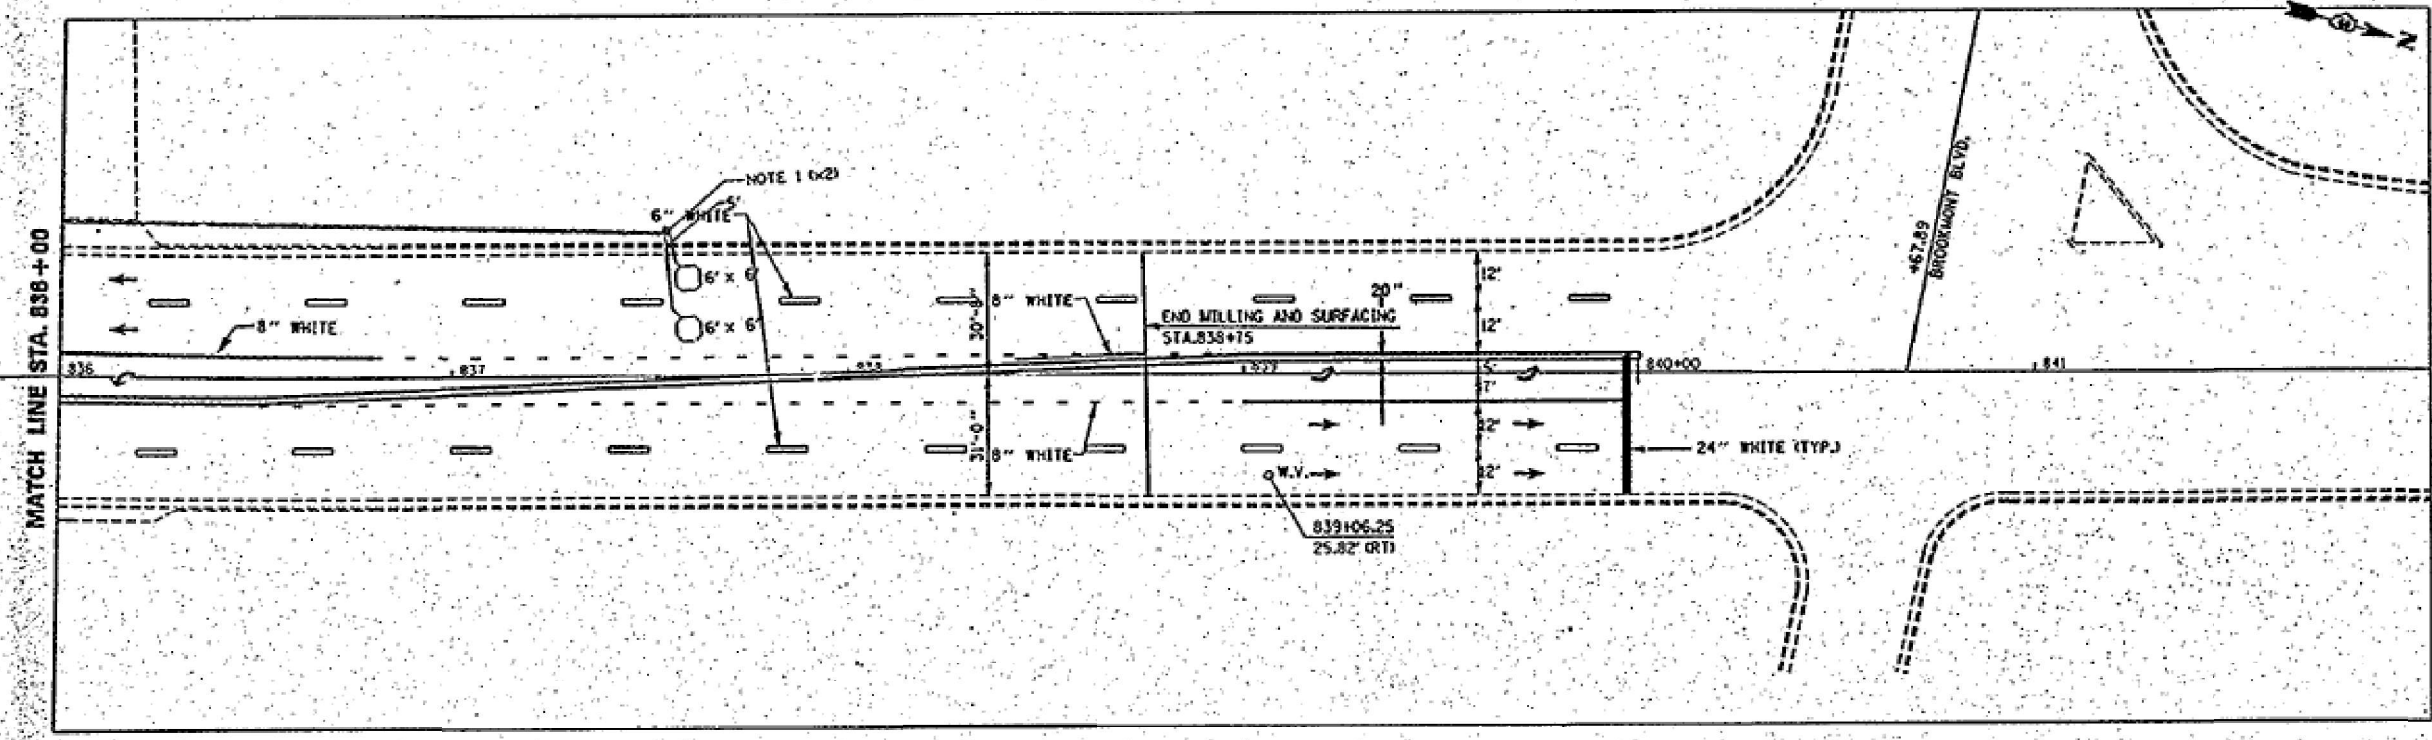 N
NOTE 1 (x2)
5'
6" WHITE
+67.89
BROOKMONT BLVD.
MATCH LINE STA. 836+00
6' x 6'
12'
8" WHITE
20"
30'-8"
END MILLING AND SURFACING
STA.838+75
12'
8" WHITE
6' x 6'
836
837
838
5'
840+00
841
7'
31'-0"
12'
8" WHITE
24" WHITE (TYP.)
W.V.
12'
839+06.25
25.82' (RT)